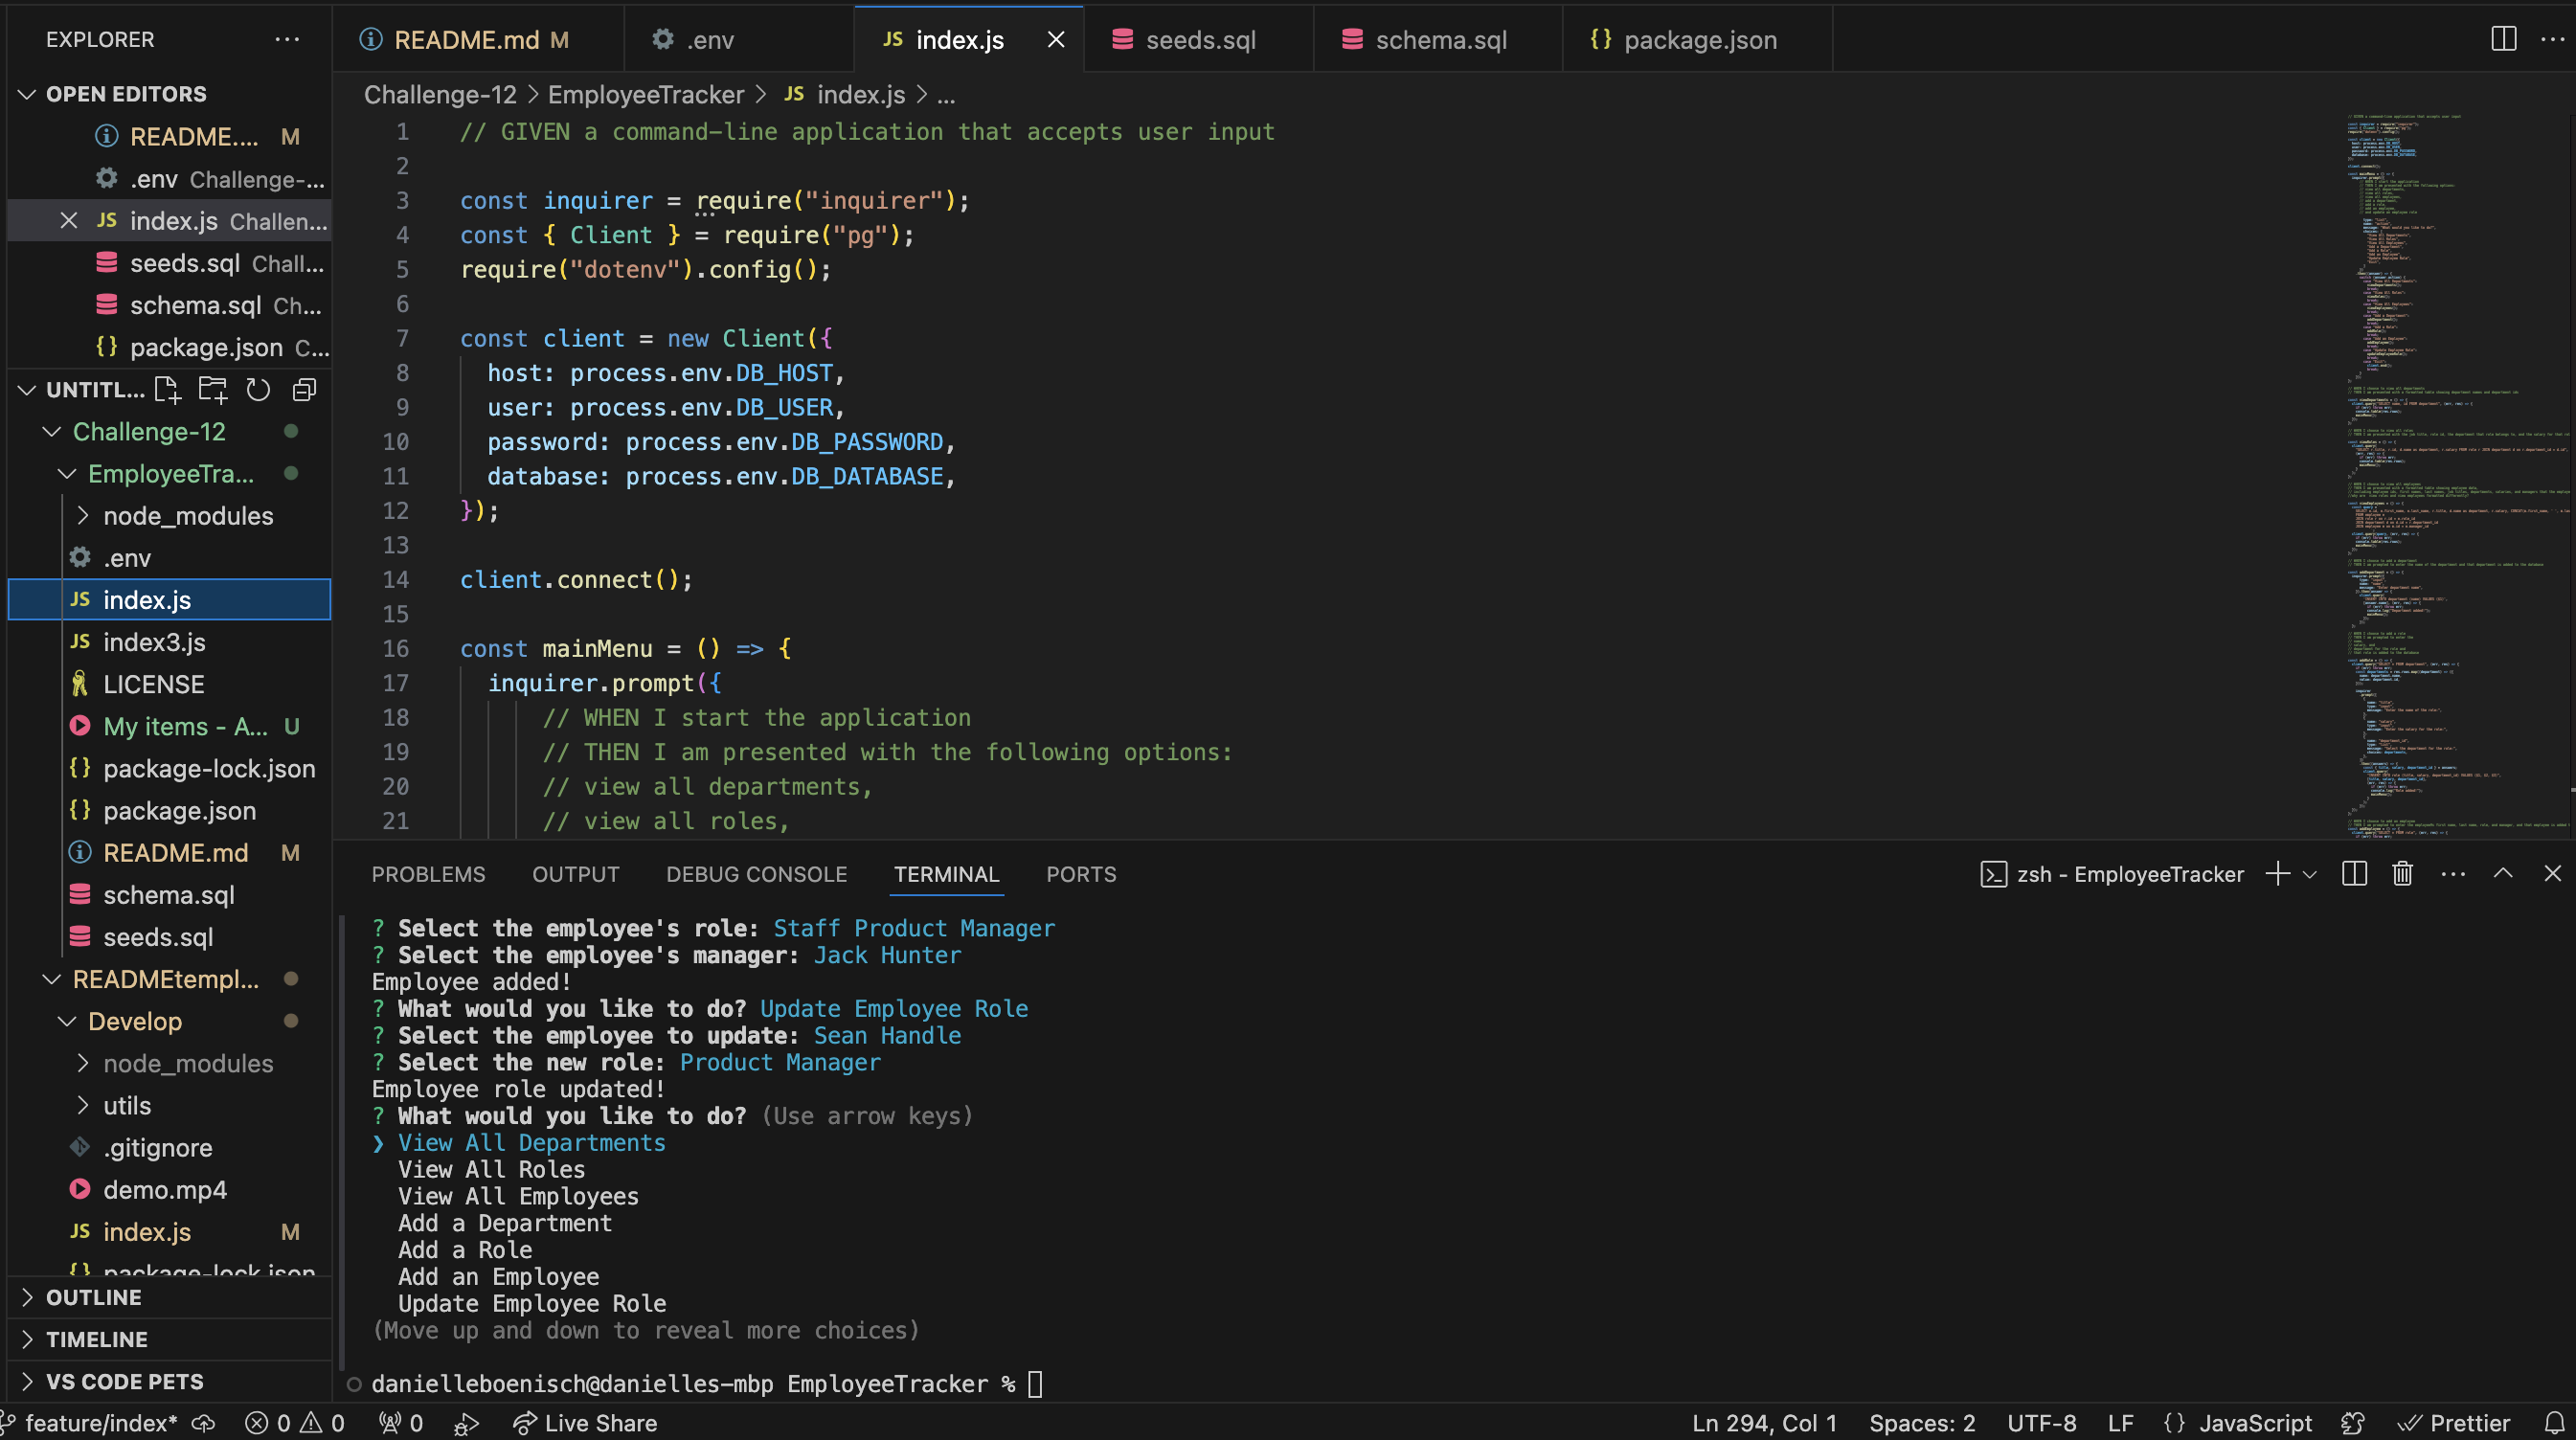 EXPLORER
OPEN EDITORS
README.... M
.env Challenge-...
JS index.js Challen...
seeds.sql Chall...
schema.sql Ch...
{} package.json C...
UNTITL...
Challenge-12
EmployeeTra...
node_modules
.env
JS index.js
JS index3.js
LICENSE
My items - A... U
{} package-lock.json
{} package.json
README.md M
schema.sql
seeds.sql
READMEtempl...
Develop
node_modules
utils
.gitignore
demo.mp4
JS index.js M
{} package-lock.json
OUTLINE
TIMELINE
VS CODE PETS
README.md M
.env
JS index.js
seeds.sql
schema.sql
{} package.json
Challenge-12 > EmployeeTracker > JS index.js > ...
1 // GIVEN a command-line application that accepts user input
2
3 const inquirer = require("inquirer");
4 const { Client } = require("pg");
5 require("dotenv").config();
6
7 const client = new Client({
8 host: process.env.DB_HOST,
9 user: process.env.DB_USER,
10 password: process.env.DB_PASSWORD,
11 database: process.env.DB_DATABASE,
12 });
13
14 client.connect();
15
16 const mainMenu = () => {
17 inquirer.prompt({
18 // WHEN I start the application
19 // THEN I am presented with the following options:
20 // view all departments,
21 // view all roles,
PROBLEMS OUTPUT DEBUG CONSOLE TERMINAL PORTS
zsh - EmployeeTracker
? Select the employee's role: Staff Product Manager
? Select the employee's manager: Jack Hunter
Employee added!
? What would you like to do? Update Employee Role
? Select the employee to update: Sean Handle
? Select the new role: Product Manager
Employee role updated!
? What would you like to do? (Use arrow keys)
❯ View All Departments
View All Roles
View All Employees
Add a Department
Add a Role
Add an Employee
Update Employee Role
(Move up and down to reveal more choices)
danielleboenisch@danielles-mbp EmployeeTracker %
feature/index* 0 0 0 Live Share
Ln 294, Col 1 Spaces: 2 UTF-8 LF {} JavaScript Prettier